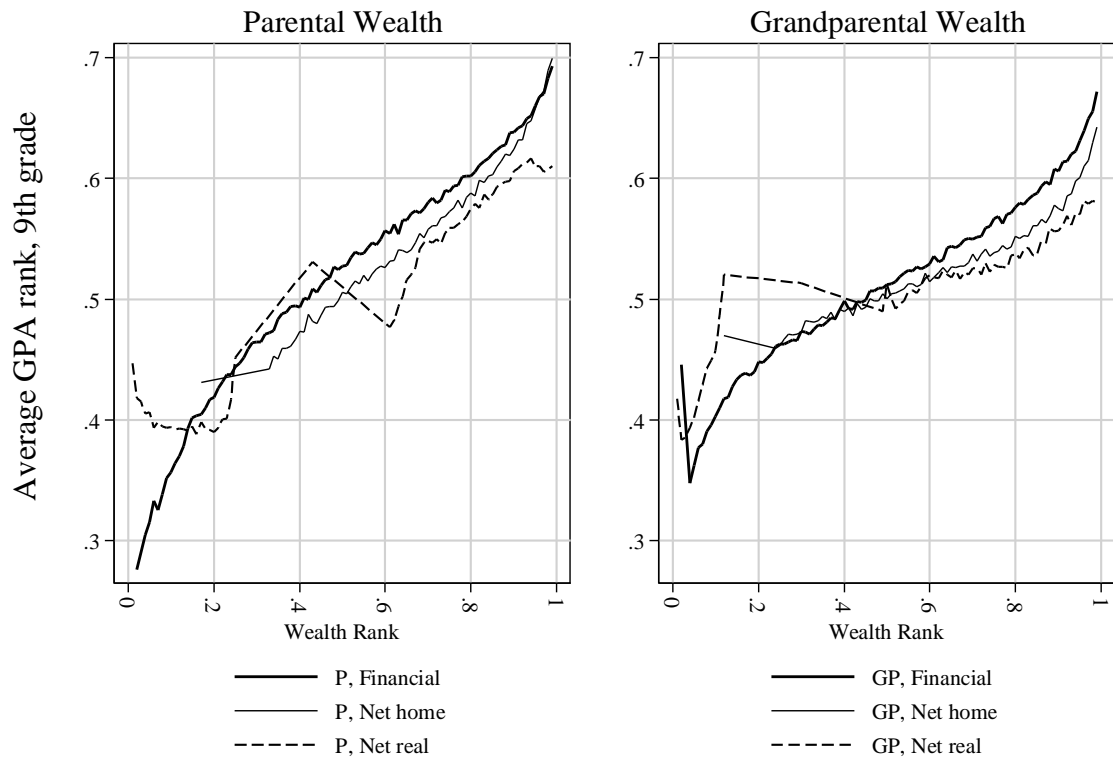 Parental Wealth
Grandparental Wealth
Average GPA rank, 9th grade
.7
.6
.5
.4
.3
0
.2
.4
.6
.8
1
Wealth Rank
P, Financial
P, Net home
P, Net real
.7
.6
.5
.4
.3
0
.2
.4
.6
.8
1
Wealth Rank
GP, Financial
GP, Net home
GP, Net real